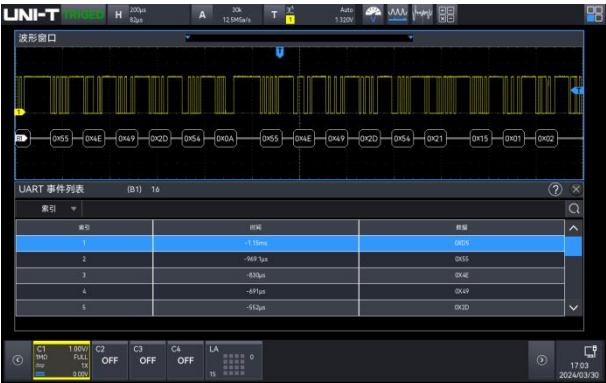 UNI-T TRIGED H 200μs 82μs A 30k 12.5MSa/s T 1 Auto 1.320V
波形窗口
T
1 T
B1 0X55 0X4E 0X49 0X2D 0X54 0X0A 0X55 0X4E 0X49 0X2D 0X54 0X21 0X15 0X01 0X02
UART 事件列表 (B1) 16
索引
索引 时间 数据
1 -1.15ms 0XD5
2 -969.1μs 0X55
3 -830μs 0X4E
4 -691μs 0X49
5 -552μs 0X2D
C1 1.00V/ C2 C3 C4 LA
1MΩ FULL OFF OFF OFF 0
1X
0.00V 15
17:03
2024/03/30